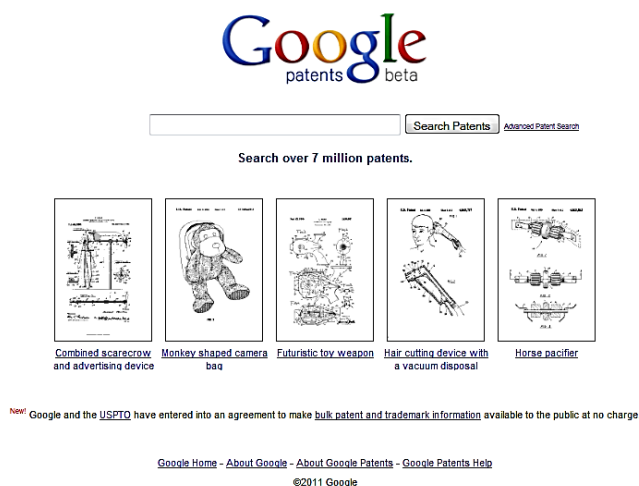 Google
patents beta
Search Patents Advanced Patent Search
Search over 7 million patents.
Combined scarecrow
and advertising device
Monkey shaped camera
bag
Futuristic toy weapon
Hair cutting device with
a vacuum disposal
Horse pacifier
New! Google and the USPTO have entered into an agreement to make bulk patent and trademark information available to the public at no charge
Google Home - About Google - About Google Patents - Google Patents Help
©2011 Google